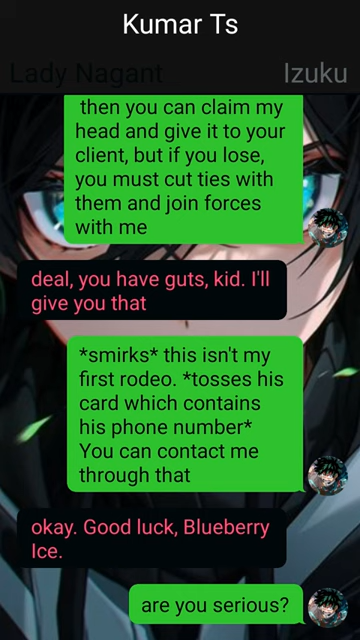 Kumar Ts
Lady Nagant
Izuku
then you can claim my
head and give it to your
client, but if you lose,
you must cut ties with
them and join forces
with me
deal, you have guts, kid. I'll
give you that
*smirks* this isn't my
first rodeo. *tosses his
card which contains
his phone number*
You can contact me
through that
okay. Good luck, Blueberry
Ice.
are you serious?